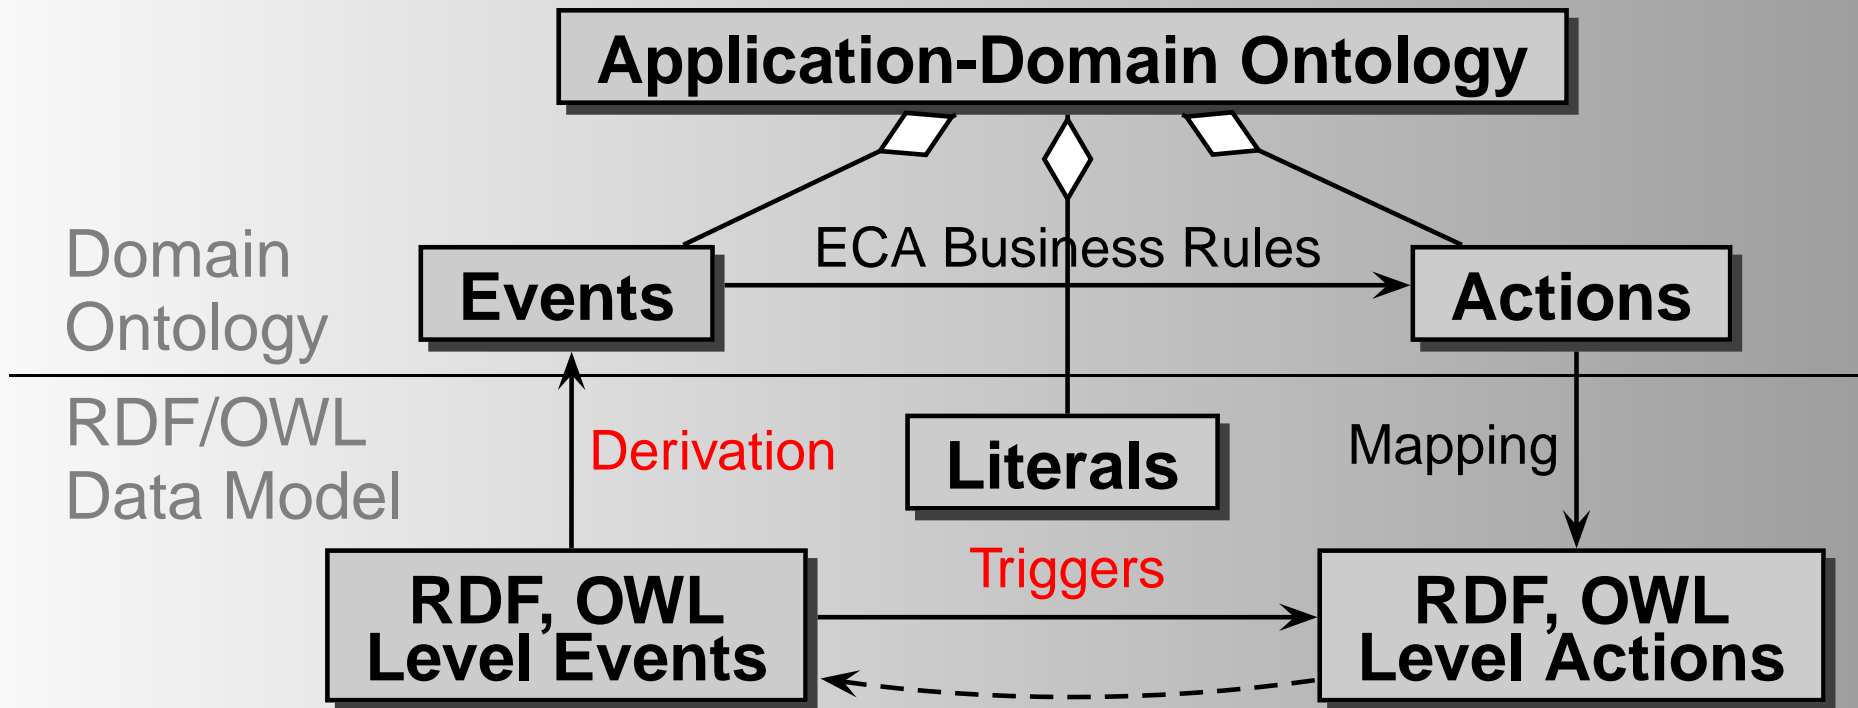 Application-Domain Ontology
ECA Business Rules
Domain
Ontology
Events
Actions
RDF/OWL
Data Model
Derivation
Literals
Mapping
Triggers
RDF, OWL
Level Events
RDF, OWL
Level Actions